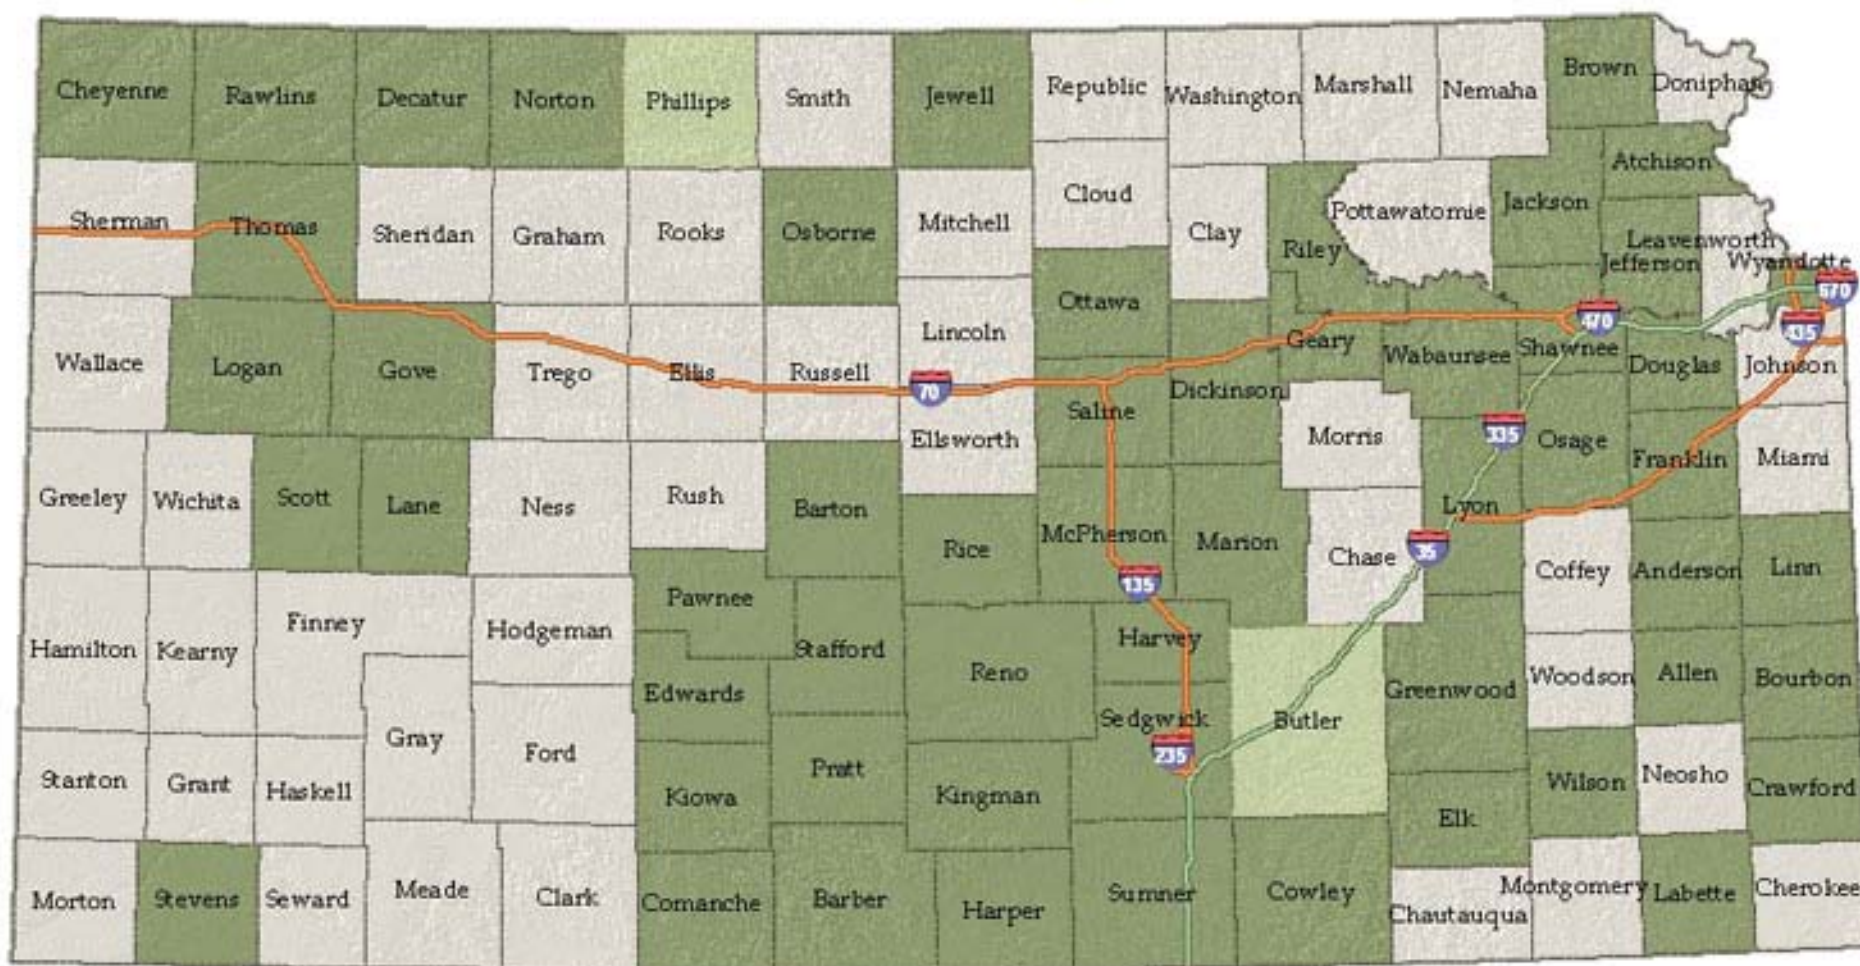 Cheyenne
Rawlins
Decatur
Norton
Phillips
Smith
Jewell
Republic
Washington
Marshall
Nemaha
Brown
Doniphan
Atchison
Sherman
Thomas
Sheridan
Graham
Rooks
Osborne
Mitchell
Cloud
Clay
Riley
Pottawatomie
Jackson
Leavenworth
Jefferson
Wyandotte
670
Wallace
Logan
Gove
Trego
Ellis
Russell
Lincoln
70
Ottawa
Saline
Dickinson
Geary
Wabaunsee
Shawnee
470
Douglas
435
Johnson
Ellsworth
Morris
335
Osage
Franklin
Miami
Greeley
Wichita
Scott
Lane
Ness
Rush
Barton
Rice
McPherson
135
Marion
Chase
35
Lyon
Coffey
Anderson
Linn
Hamilton
Kearny
Finney
Hodgeman
Pawnee
Stafford
Edwards
Reno
Harvey
Sedgwick
235
Butler
Greenwood
Woodson
Allen
Bourbon
Stanton
Grant
Haskell
Gray
Ford
Kiowa
Pratt
Kingman
Elk
Wilson
Neosho
Crawford
Morton
Stevens
Seward
Meade
Clark
Comanche
Barber
Harper
Sumner
Cowley
Chautauqua
Montgomery
Labette
Cherokee